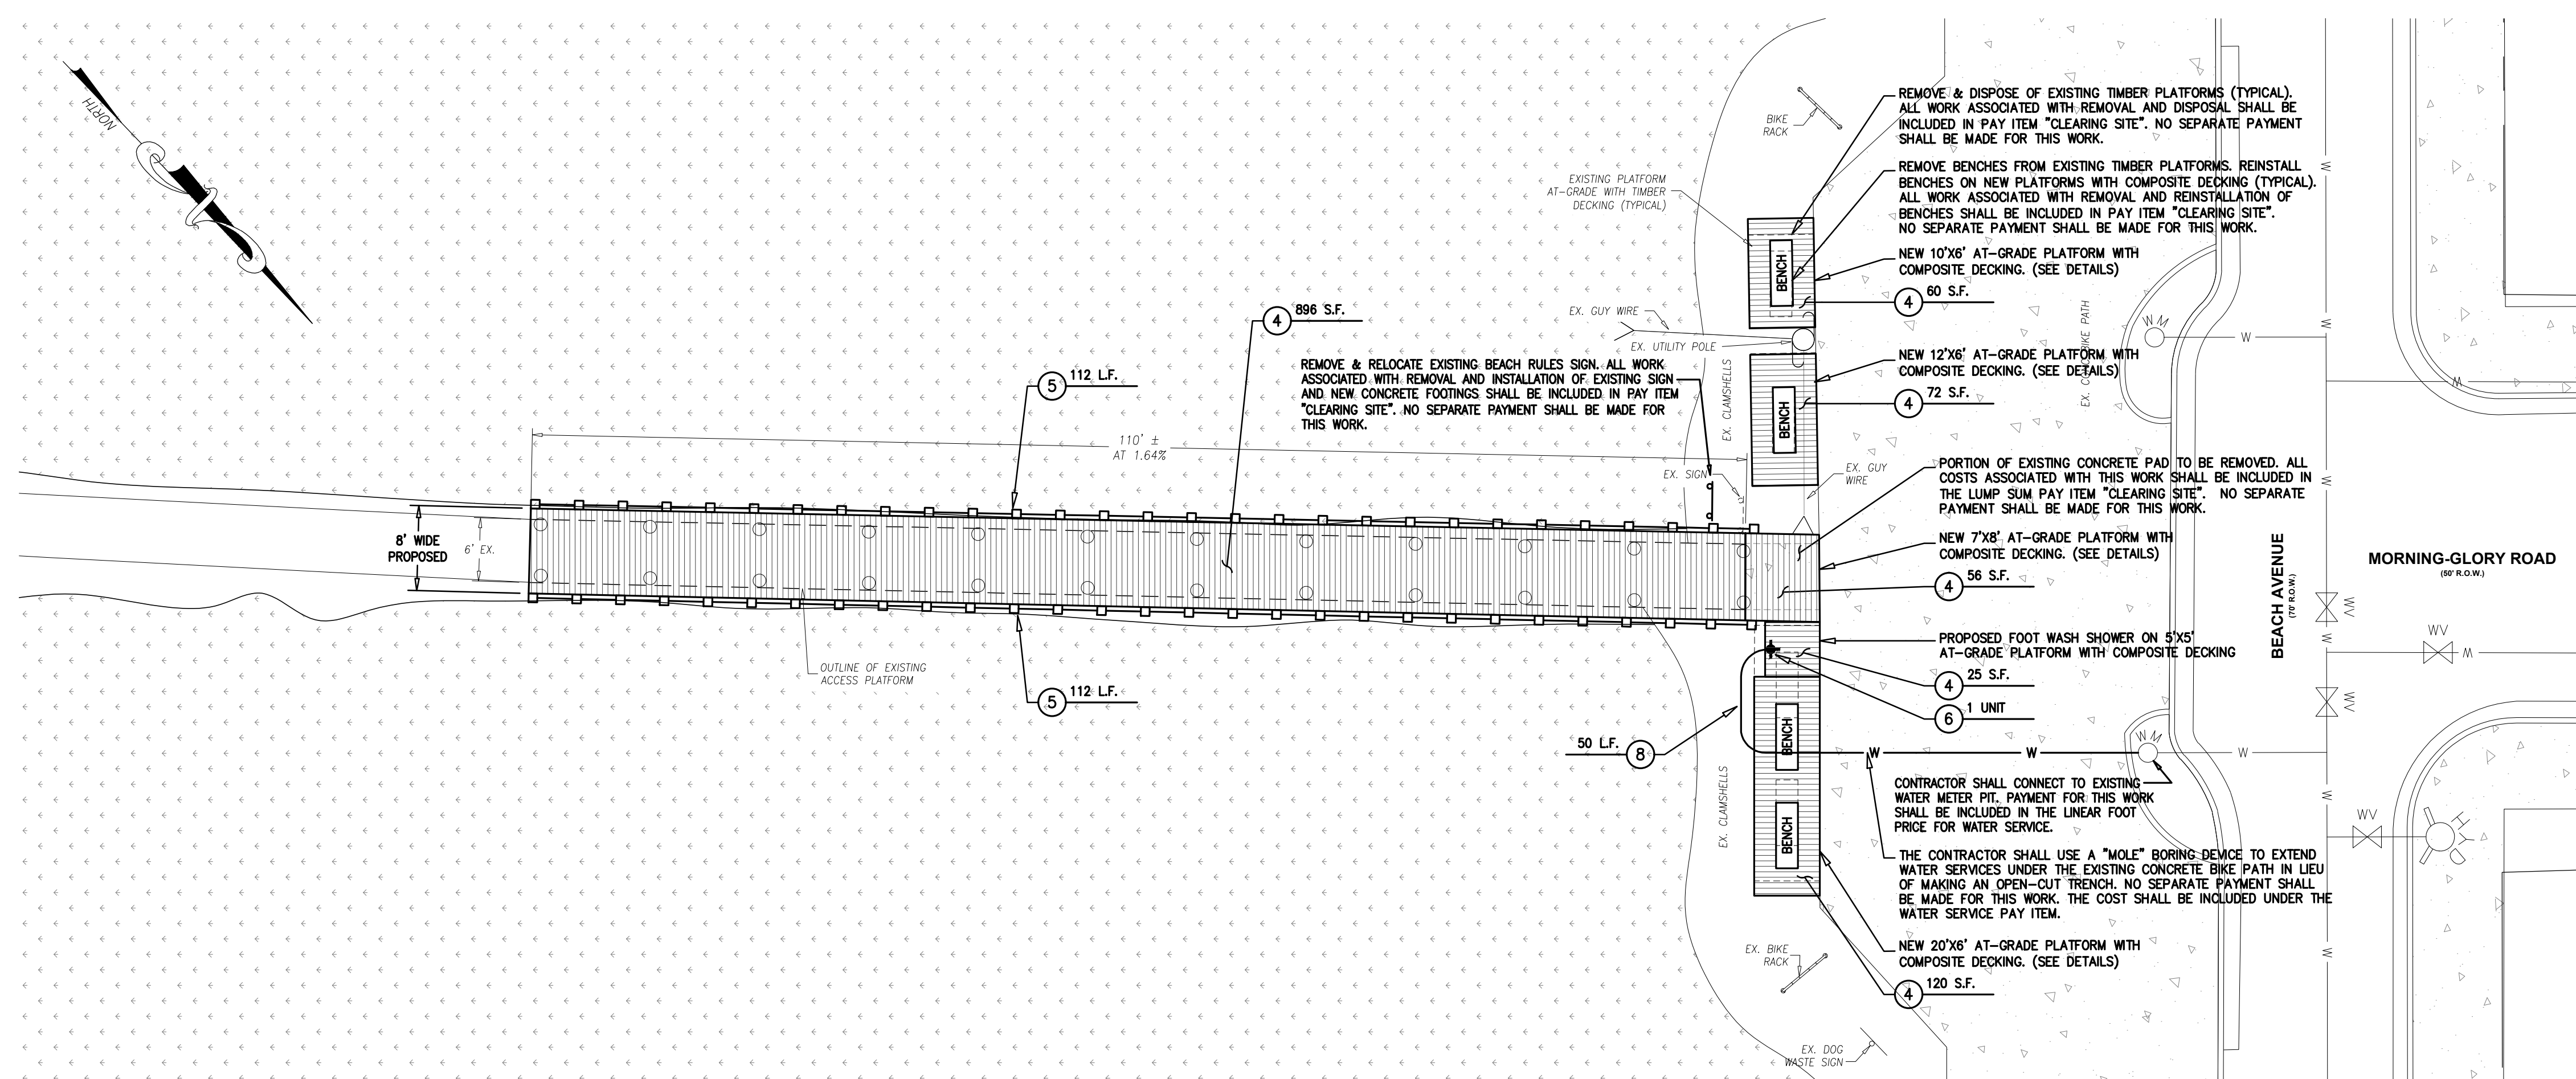 NORTH
BIKE
RACK
EXISTING PLATFORM
AT-GRADE WITH TIMBER
DECKING (TYPICAL)
REMOVE & DISPOSE OF EXISTING TIMBER PLATFORMS (TYPICAL).
ALL WORK ASSOCIATED WITH REMOVAL AND DISPOSAL SHALL BE
INCLUDED IN PAY ITEM "CLEARING SITE". NO SEPARATE PAYMENT
SHALL BE MADE FOR THIS WORK.
REMOVE BENCHES FROM EXISTING TIMBER PLATFORMS. REINSTALL
BENCHES ON NEW PLATFORMS WITH COMPOSITE DECKING (TYPICAL).
ALL WORK ASSOCIATED WITH REMOVAL AND REINSTALLATION OF
BENCHES SHALL BE INCLUDED IN PAY ITEM "CLEARING SITE".
NO SEPARATE PAYMENT SHALL BE MADE FOR THIS WORK.
BENCH
NEW 10'X6' AT-GRADE PLATFORM WITH
COMPOSITE DECKING. (SEE DETAILS)
4 60 S.F.
EX. GUY WIRE
EX. UTILITY POLE
4 896 S.F.
5 112 L.F.
REMOVE & RELOCATE EXISTING BEACH RULES SIGN. ALL WORK
ASSOCIATED WITH REMOVAL AND INSTALLATION OF EXISTING SIGN
AND NEW CONCRETE FOOTINGS SHALL BE INCLUDED IN PAY ITEM
"CLEARING SITE". NO SEPARATE PAYMENT SHALL BE MADE FOR
THIS WORK.
EX. CLAMSHELLS
BENCH
NEW 12'X6' AT-GRADE PLATFORM WITH
COMPOSITE DECKING. (SEE DETAILS)
4 72 S.F.
EX. CONC. BIKE PATH
WM
W
W
W
W
W
110' ±
AT 1.64%
EX. SIGN
EX. GUY
WIRE
PORTION OF EXISTING CONCRETE PAD TO BE REMOVED. ALL
COSTS ASSOCIATED WITH THIS WORK SHALL BE INCLUDED IN
THE LUMP SUM PAY ITEM "CLEARING SITE". NO SEPARATE
PAYMENT SHALL BE MADE FOR THIS WORK.
8' WIDE
PROPOSED
6' EX.
NEW 7'X8' AT-GRADE PLATFORM WITH
COMPOSITE DECKING. (SEE DETAILS)
4 56 S.F.
BEACH AVENUE
(70' R.O.W.)
MORNING-GLORY ROAD
(50' R.O.W.)
WV
W
WV
W
WV
OUTLINE OF EXISTING
ACCESS PLATFORM
5 112 L.F.
PROPOSED FOOT WASH SHOWER ON 5'X5'
AT-GRADE PLATFORM WITH COMPOSITE DECKING
4 25 S.F.
6 1 UNIT
50 L.F. 8
BENCH
W
W
WM
W
W
CONTRACTOR SHALL CONNECT TO EXISTING
WATER METER PIT. PAYMENT FOR THIS WORK
SHALL BE INCLUDED IN THE LINEAR FOOT
PRICE FOR WATER SERVICE.
WV
HYD
EX. CLAMSHELLS
BENCH
THE CONTRACTOR SHALL USE A "MOLE" BORING DEVICE TO EXTEND
WATER SERVICES UNDER THE EXISTING CONCRETE BIKE PATH IN LIEU
OF MAKING AN OPEN-CUT TRENCH. NO SEPARATE PAYMENT SHALL
BE MADE FOR THIS WORK. THE COST SHALL BE INCLUDED UNDER THE
WATER SERVICE PAY ITEM.
W
EX. BIKE
RACK
NEW 20'X6' AT-GRADE PLATFORM WITH
COMPOSITE DECKING. (SEE DETAILS)
4 120 S.F.
EX. DOG
WASTE SIGN